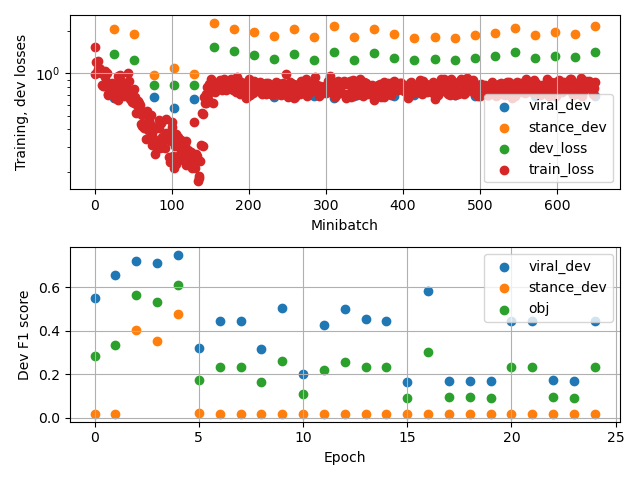 Training, dev losses
10⁰
viral_dev
stance_dev
dev_loss
train_loss
0 100 200 300 400 500 600
Minibatch
Dev F1 score
0.6
0.4
0.2
0.0
viral_dev
stance_dev
obj
0 5 10 15 20 25
Epoch